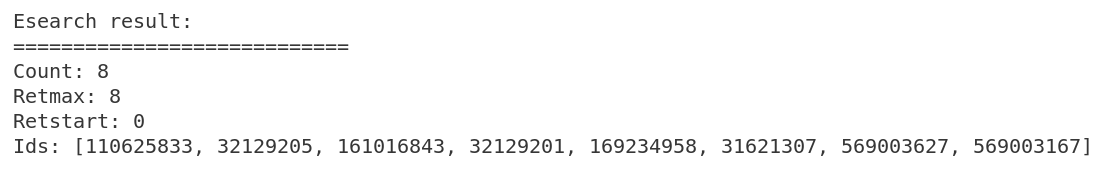 Esearch result:
============================
Count: 8
Retmax: 8
Retstart: 0
Ids: [110625833, 32129205, 161016843, 32129201, 169234958, 31621307, 569003627, 569003167]